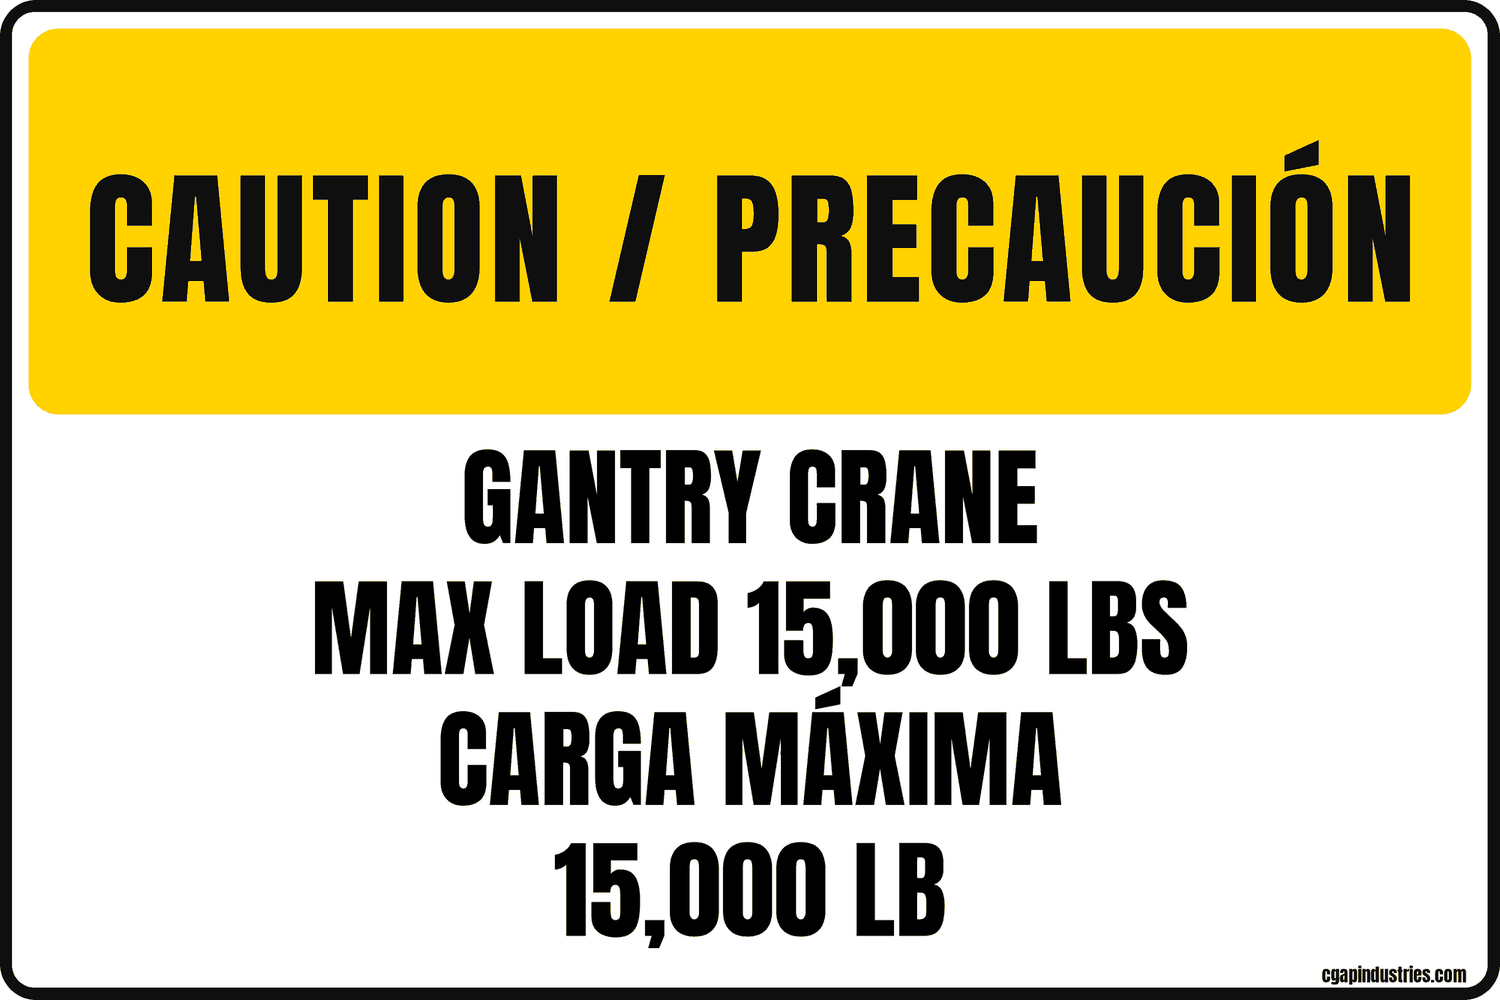 CAUTION / PRECAUCIÓN
GANTRY CRANE
MAX LOAD 15,000 LBS
CARGA MÁXIMA
15,000 LB
cgapindustries.com